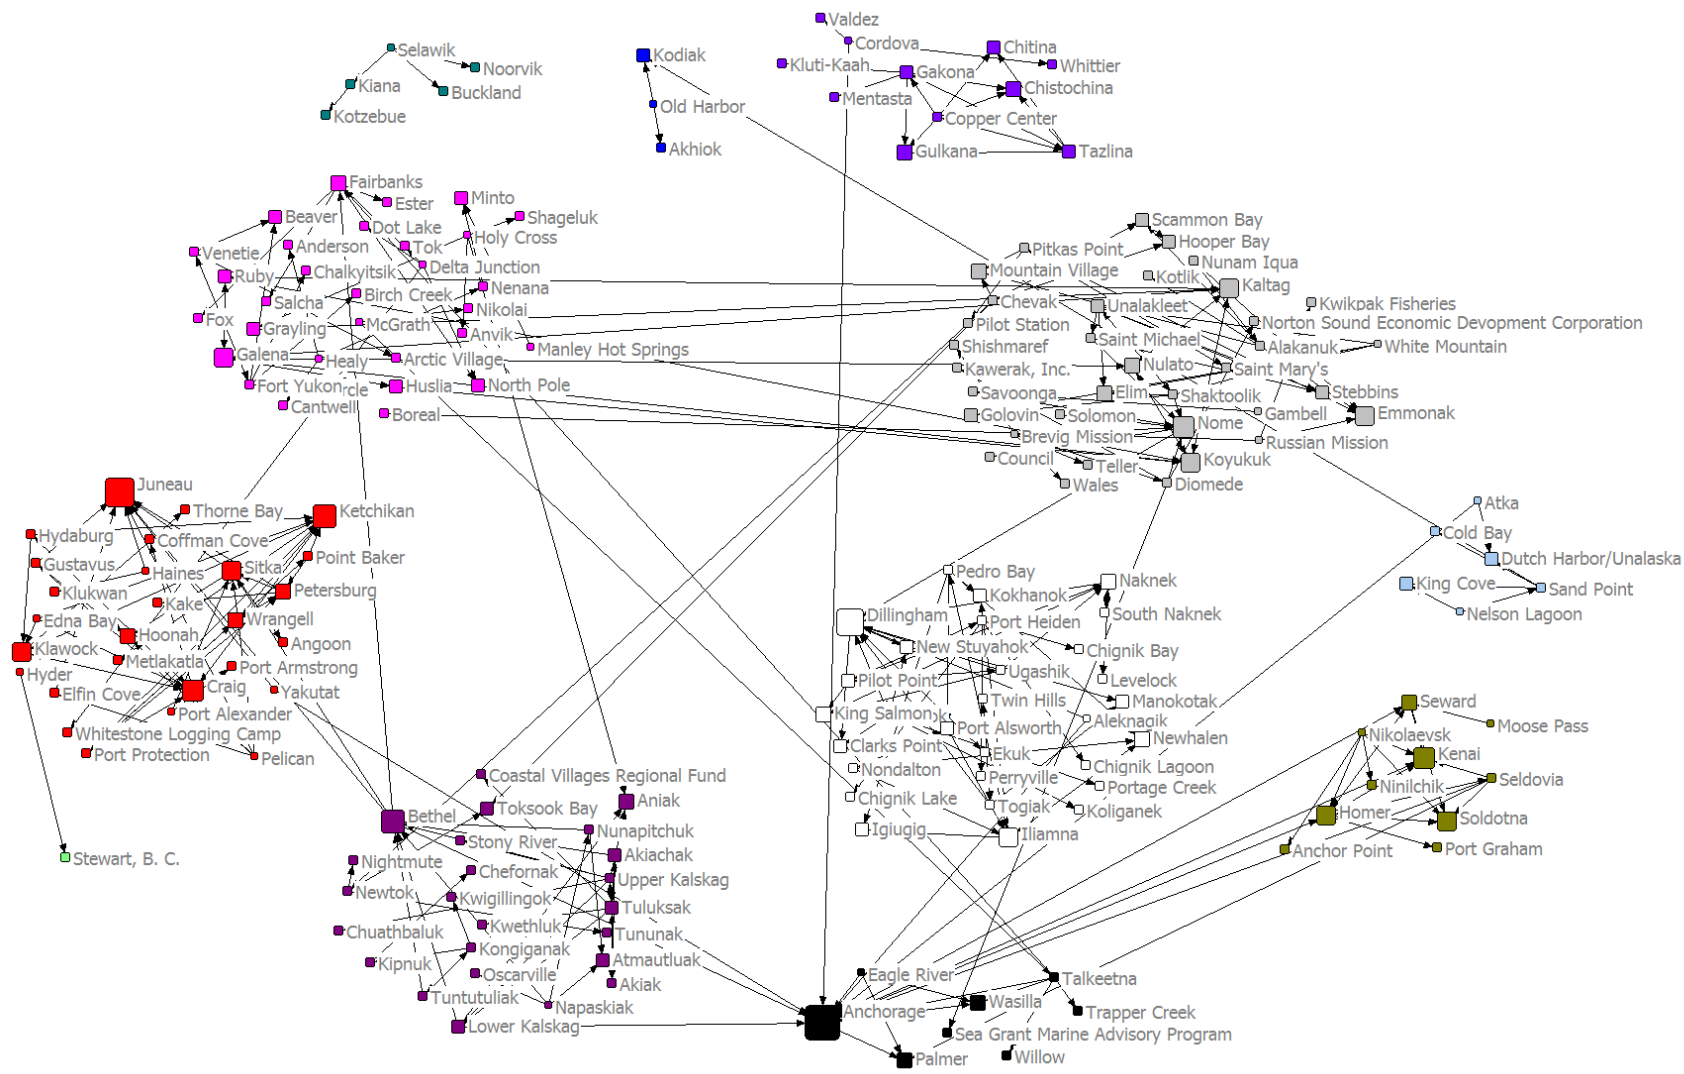 Valdez
Cordova
Selawik
Noorvik
Kiana
Buckland
Kotzebue
Kodiak
Old Harbor
Akhiok
Kluti-Kaah
Chitina
Whittier
Gakona
Chistochina
Mentasta
Copper Center
Gulkana
Tazlina
Fairbanks
Ester
Minto
Shageluk
Beaver
Dot Lake
Holy Cross
Venetie
Anderson
Tok
Ruby
Chalkyitsik
Delta Junction
Salcha
Birch Creek
Nenana
Fox
Grayling
McGrath
Nikolai
Anvik
Galena
Healy
Arctic Village
Manley Hot Springs
Fort Yukon
rcle
Huslia
North Pole
Cantwell
Boreal
Scammon Bay
Pitkas Point
Hooper Bay
Mountain Village
Nunam Iqua
Kotlik
Kaltag
Chevak
Unalakleet
Kwikpak Fisheries
Pilot Station
Norton Sound Economic Devopment Corporation
Shishmaref
Saint Michael
Alakanuk
White Mountain
Kawerak, Inc.
Nulato
Saint Mary's
Savoonga
Elim
Shaktoolik
Stebbins
Golovin
Solomon
Gambell
Emmonak
Nome
Brevig Mission
Russian Mission
Council
Teller
Koyukuk
Wales
Diomede
Juneau
Thorne Bay
Ketchikan
Hydaburg
Coffman Cove
Point Baker
Gustavus
Haines
Sitka
Klukwan
Kake
Petersburg
Edna Bay
Hoonah
Wrangell
Klawock
Angoon
Metlakatla
Port Armstrong
Hyder
Elfin Cove
Craig
Yakutat
Port Alexander
Whitestone Logging Camp
Port Protection
Pelican
Stewart, B. C.
Atka
Cold Bay
Dutch Harbor/Unalaska
King Cove
Sand Point
Nelson Lagoon
Pedro Bay
Naknek
Kokhanok
Dillingham
Port Heiden
South Naknek
New Stuyahok
Chignik Bay
Pilot Point
Ugashik
Levelock
Twin Hills
Manokotak
King Salmon
k
Port Alsworth
Aleknagik
Clarks Point
Ekuk
Newhalen
Nondalton
Perryville
Chignik Lagoon
Portage Creek
Chignik Lake
Togiak
Koliganek
Igiugig
Iliamna
Seward
Moose Pass
Nikolaevsk
Kenai
Ninilchik
Seldovia
Homer
Soldotna
Anchor Point
Port Graham
Coastal Villages Regional Fund
Toksook Bay
Aniak
Bethel
Nunapitchuk
Stony River
Akiachak
Nightmute
Chefornak
Upper Kalskag
Newtok
Kwigillingok
Tuluksak
Kwethluk
Chuathbaluk
Tununak
Kongiganak
Kipnuk
Atmautluak
Oscarville
Akiak
Tuntutuliak
Napaskiak
Lower Kalskag
Eagle River
Talkeetna
Anchorage
Wasilla
Trapper Creek
Sea Grant Marine Advisory Program
Palmer
Willow